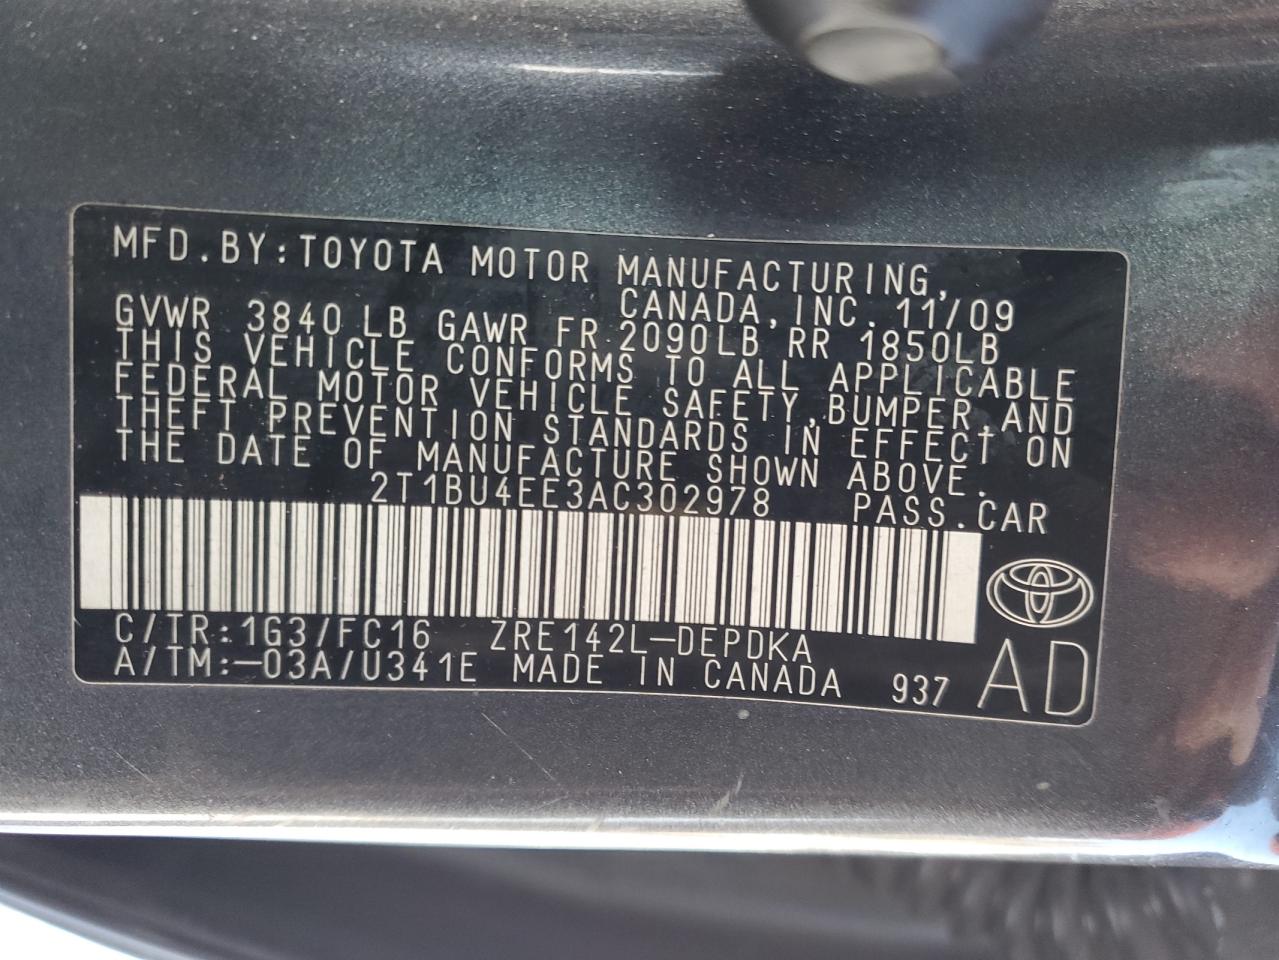 MFD.BY:TOYOTA MOTOR MANUFACTURING,
CANADA,INC. 11/09
GVWR 3840 LB GAWR FR 2090LB RR 1850LB
THIS VEHICLE CONFORMS TO ALL APPLICABLE
FEDERAL MOTOR VEHICLE SAFETY,BUMPER,AND
THEFT PREVENTION STANDARDS IN EFFECT ON
THE DATE OF MANUFACTURE SHOWN ABOVE.
2T1BU4EE3AC302978 PASS.CAR
C/TR:1G3/FC16 ZRE142L-DEPDKA
A/TM:-03A/U341E MADE IN CANADA 937 AD